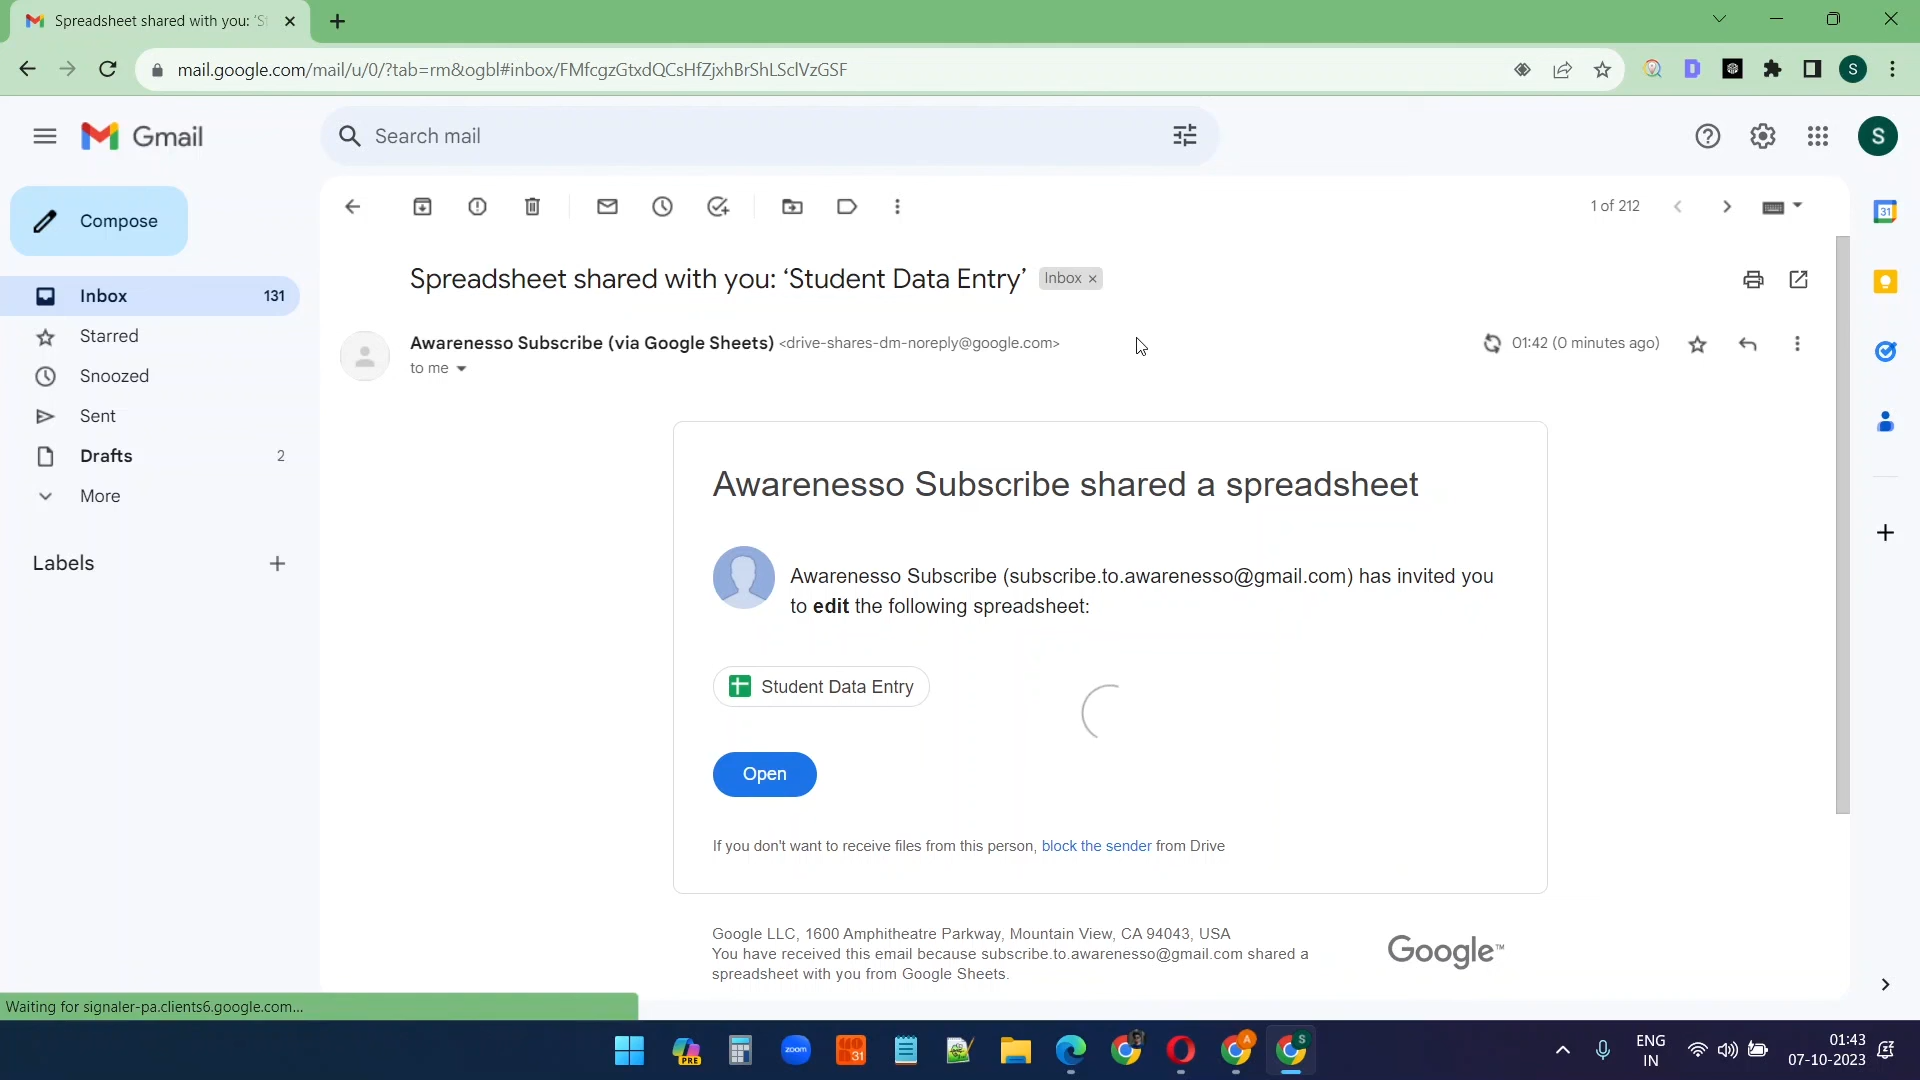 Spreadsheet shared with you: 'S
mail.google.com/mail/u/0/?tab=rm&ogbl#inbox/FMfcgzGtxdQCsHfZjxhBrShLSclVzGSF
S
Gmail
Search mail
S
Compose
1 of 212
31
Spreadsheet shared with you: ‘Student Data Entry’ Inbox ×
Inbox 131
Starred
Awarenesso Subscribe (via Google Sheets) <drive-shares-dm-noreply@google.com> 01:42 (0 minutes ago)
to me
Snoozed
Sent
Drafts 2
More
Awarenesso Subscribe shared a spreadsheet
Labels
Awarenesso Subscribe (subscribe.to.awarenesso@gmail.com) has invited you
to edit the following spreadsheet:
Student Data Entry
Open
If you don't want to receive files from this person, block the sender from Drive
Google LLC, 1600 Amphitheatre Parkway, Mountain View, CA 94043, USA
You have received this email because subscribe.to.awarenesso@gmail.com shared a
spreadsheet with you from Google Sheets.
Google™
Waiting for signaler-pa.clients6.google.com...
PRE
zoom
31
A
S
ENG
IN
01:43
07-10-2023